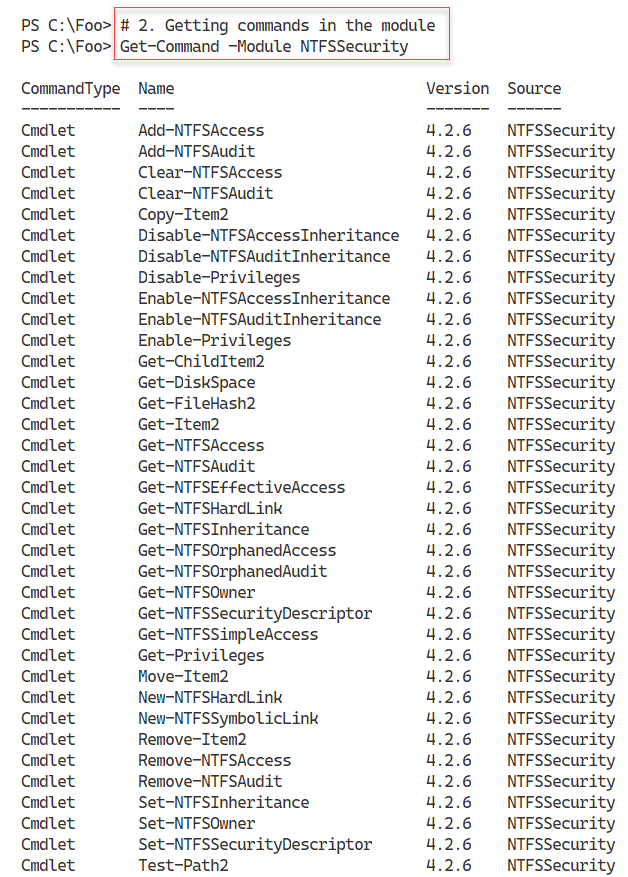 PS C:\Foo> # 2. Getting commands in the module
PS C:\Foo> Get-Command -Module NTFSSecurity
CommandType  Name                           Version  Source
-----------  ----                           -------  ------
Cmdlet       Add-NTFSAccess                 4.2.6    NTFSSecurity
Cmdlet       Add-NTFSAudit                  4.2.6    NTFSSecurity
Cmdlet       Clear-NTFSAccess               4.2.6    NTFSSecurity
Cmdlet       Clear-NTFSAudit                4.2.6    NTFSSecurity
Cmdlet       Copy-Item2                     4.2.6    NTFSSecurity
Cmdlet       Disable-NTFSAccessInheritance  4.2.6    NTFSSecurity
Cmdlet       Disable-NTFSAuditInheritance   4.2.6    NTFSSecurity
Cmdlet       Disable-Privileges             4.2.6    NTFSSecurity
Cmdlet       Enable-NTFSAccessInheritance   4.2.6    NTFSSecurity
Cmdlet       Enable-NTFSAuditInheritance    4.2.6    NTFSSecurity
Cmdlet       Enable-Privileges              4.2.6    NTFSSecurity
Cmdlet       Get-ChildItem2                 4.2.6    NTFSSecurity
Cmdlet       Get-DiskSpace                  4.2.6    NTFSSecurity
Cmdlet       Get-FileHash2                  4.2.6    NTFSSecurity
Cmdlet       Get-Item2                      4.2.6    NTFSSecurity
Cmdlet       Get-NTFSAccess                 4.2.6    NTFSSecurity
Cmdlet       Get-NTFSAudit                  4.2.6    NTFSSecurity
Cmdlet       Get-NTFSEffectiveAccess        4.2.6    NTFSSecurity
Cmdlet       Get-NTFSHardLink               4.2.6    NTFSSecurity
Cmdlet       Get-NTFSInheritance            4.2.6    NTFSSecurity
Cmdlet       Get-NTFSOrphanedAccess         4.2.6    NTFSSecurity
Cmdlet       Get-NTFSOrphanedAudit          4.2.6    NTFSSecurity
Cmdlet       Get-NTFSOwner                  4.2.6    NTFSSecurity
Cmdlet       Get-NTFSSecurityDescriptor     4.2.6    NTFSSecurity
Cmdlet       Get-NTFSSimpleAccess           4.2.6    NTFSSecurity
Cmdlet       Get-Privileges                 4.2.6    NTFSSecurity
Cmdlet       Move-Item2                     4.2.6    NTFSSecurity
Cmdlet       New-NTFSHardLink               4.2.6    NTFSSecurity
Cmdlet       New-NTFSSymbolicLink           4.2.6    NTFSSecurity
Cmdlet       Remove-Item2                   4.2.6    NTFSSecurity
Cmdlet       Remove-NTFSAccess              4.2.6    NTFSSecurity
Cmdlet       Remove-NTFSAudit               4.2.6    NTFSSecurity
Cmdlet       Set-NTFSInheritance            4.2.6    NTFSSecurity
Cmdlet       Set-NTFSOwner                  4.2.6    NTFSSecurity
Cmdlet       Set-NTFSSecurityDescriptor     4.2.6    NTFSSecurity
Cmdlet       Test-Path2                     4.2.6    NTFSSecurity